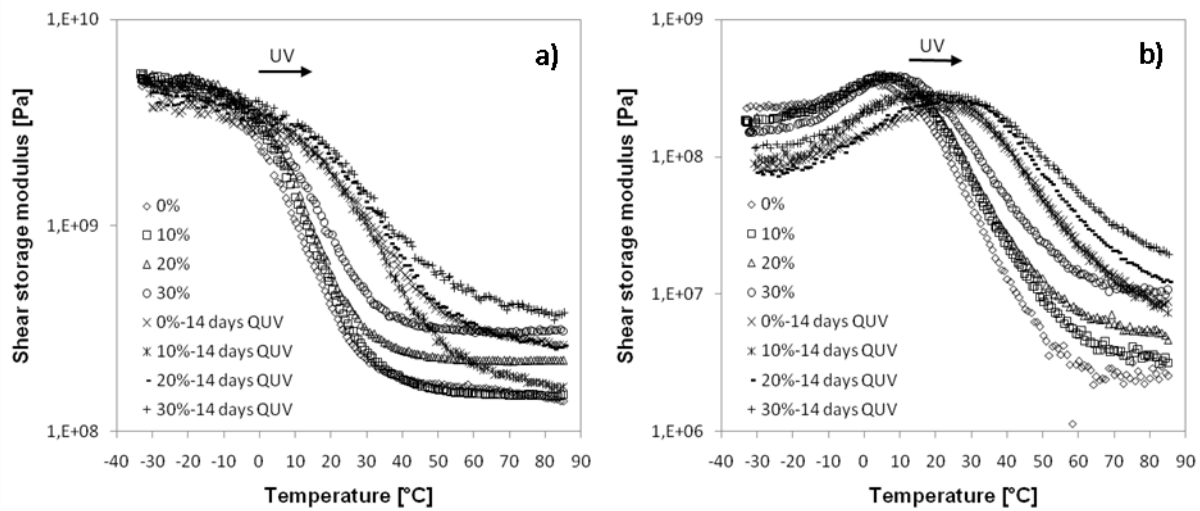 a)
UV
1,E+10
1,E+09
1,E+08
Shear storage modulus [Pa]
0%
10%
20%
30%
0%-14 days QUV
10%-14 days QUV
20%-14 days QUV
30%-14 days QUV
-40 -30 -20 -10 0 10 20 30 40 50 60 70 80 90
Temperature [°C]
b)
UV
1,E+09
1,E+08
1,E+07
1,E+06
Shear storage modulus [Pa]
0%
10%
20%
30%
0%-14 days QUV
10%-14 days QUV
20%-14 days QUV
30%-14 days QUV
-40 -30 -20 -10 0 10 20 30 40 50 60 70 80 90
Temperature [°C]